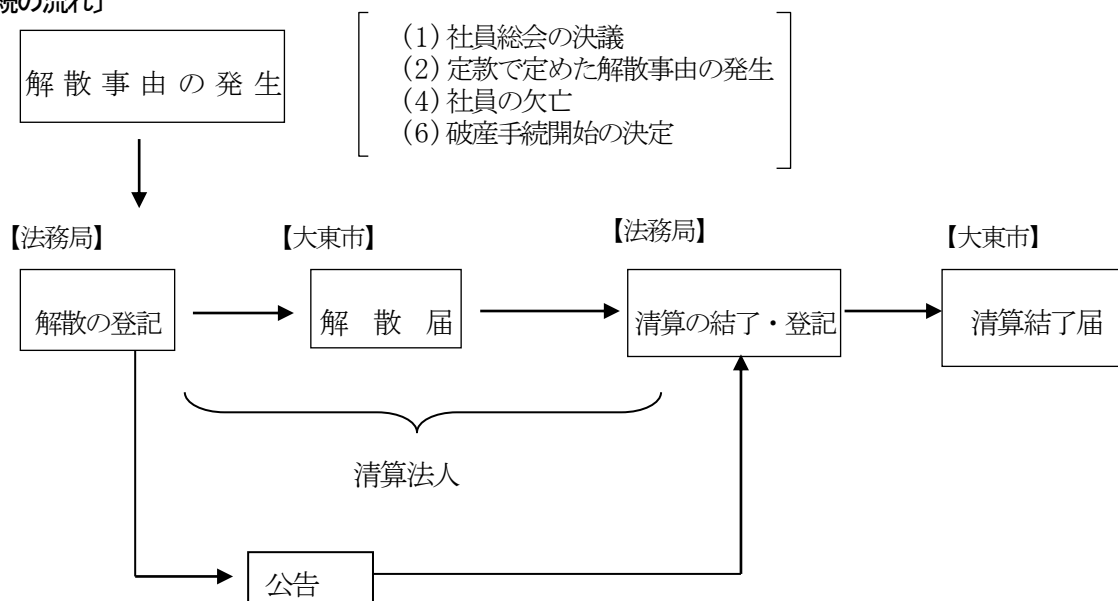 続の流れ〕
解散事由の発生
(1)社員総会の決議
(2)定款で定めた解散事由の発生
(4)社員の欠亡
(6)破産手続開始の決定
【法務局】
【大東市】
【法務局】
【大東市】
解散の登記
解散届
清算の結了・登記
清算結了届
清算法人
公告